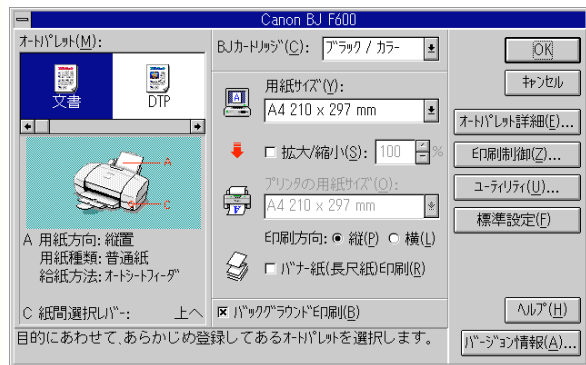 Canon BJ F600
ｵｰﾄﾊﾟﾚｯﾄ(M):
文書
DTP
A
C
A 用紙方向: 縦置
用紙種類: 普通紙
給紙方法: ｵｰﾄｼｰﾄﾌｨｰﾀﾞ
C 紙間選択ﾚﾊﾞｰ: 上へ
BJｶｰﾄﾘｯｼﾞ(C): ﾌﾞﾗｯｸ / ｶﾗｰ
用紙ｻｲｽﾞ(Y):
A4 210 x 297 mm
拡大/縮小(S): 100 %
ﾌﾟﾘﾝﾀの用紙ｻｲｽﾞ(O):
A4 210 x 297 mm
印刷方向: 縦(P) 横(L)
ﾊﾞﾅｰ紙(長尺紙)印刷(R)
ﾊﾞｯｸｸﾞﾗｳﾝﾄﾞ印刷(B)
OK
ｷｬﾝｾﾙ
ｵｰﾄﾊﾟﾚｯﾄ詳細(E)...
印刷制御(Z)...
ﾕｰﾃｨﾘﾃｨ(U)...
標準設定(F)
ﾍﾙﾌﾟ(H)
ﾊﾞｰｼﾞｮﾝ情報(A)...
目的にあわせて、あらかじめ登録してあるｵｰﾄﾊﾟﾚｯﾄを選択します。